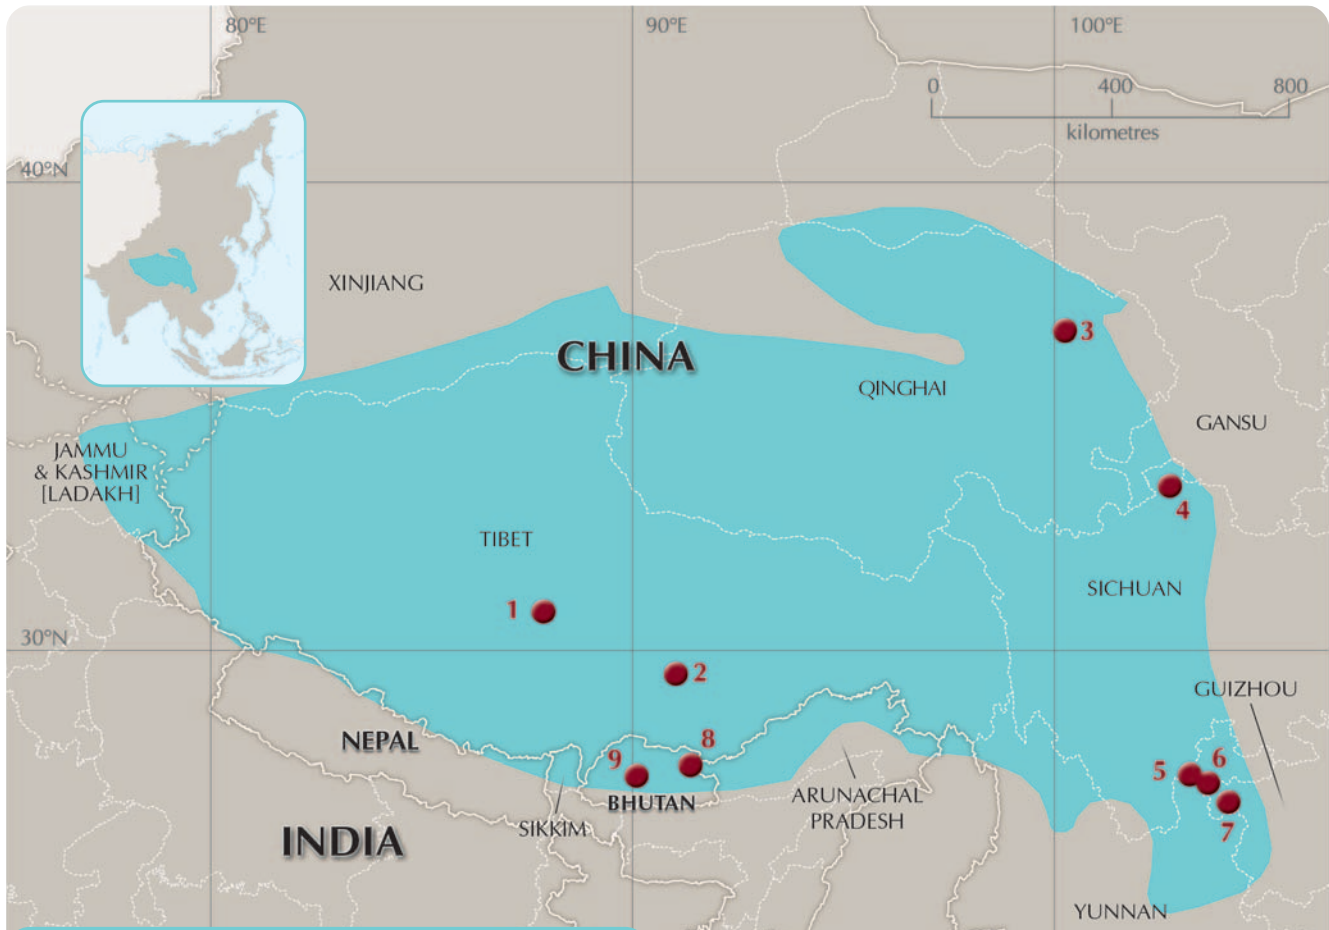 80°E
90°E
100°E
0
400
800
kilometres
40°N
XINJIANG
3
CHINA
QINGHAI
GANSU
JAMMU
& KASHMIR
[LADAKH]
4
TIBET
SICHUAN
1
30°N
2
GUIZHOU
NEPAL
8
9
5
6
BHUTAN
ARUNACHAL
PRADESH
7
SIKKIM
INDIA
YUNNAN